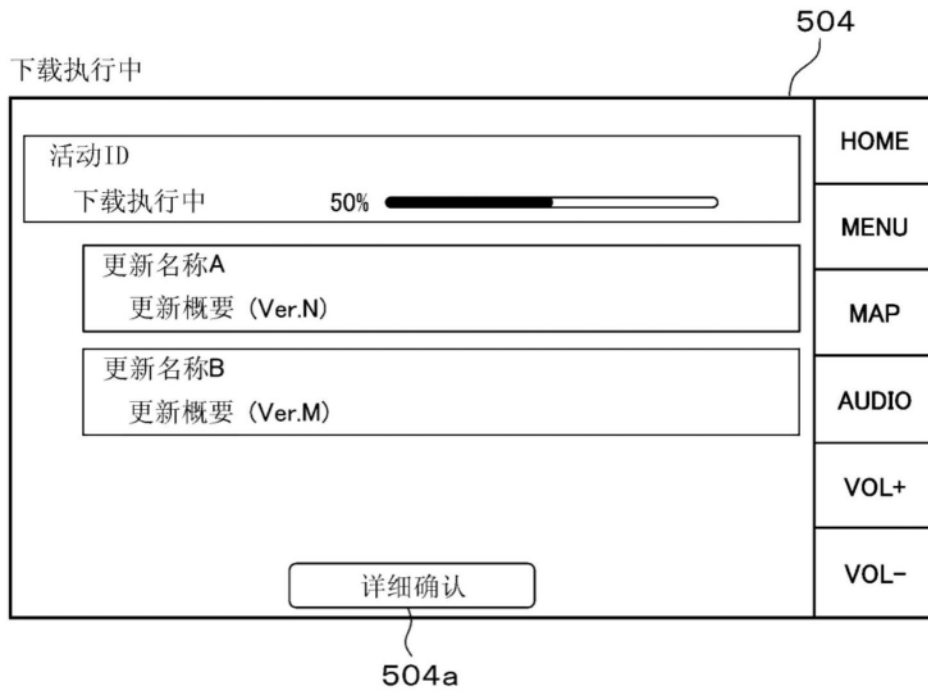 504
下载执行中
活动ID
下载执行中 50%
更新名称A
更新概要 (Ver.N)
更新名称B
更新概要 (Ver.M)
详细确认
HOME
MENU
MAP
AUDIO
VOL+
VOL-
504a